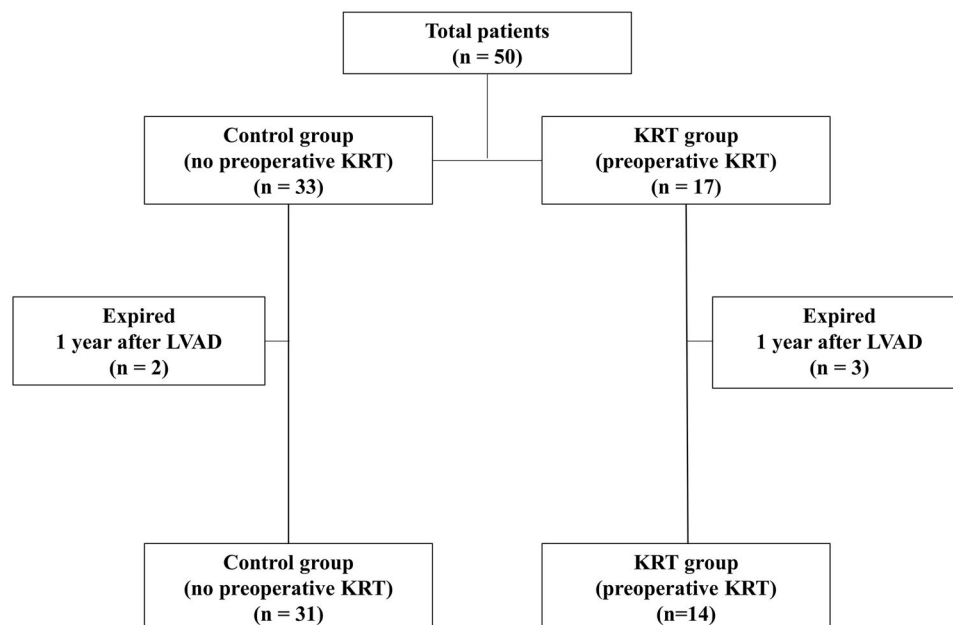 Total patients
(n = 50)
Control group
(no preoperative KRT)
(n = 33)
KRT group
(preoperative KRT)
(n = 17)
Expired
1 year after LVAD
(n = 2)
Expired
1 year after LVAD
(n = 3)
Control group
(no preoperative KRT)
(n = 31)
KRT group
(preoperative KRT)
(n=14)